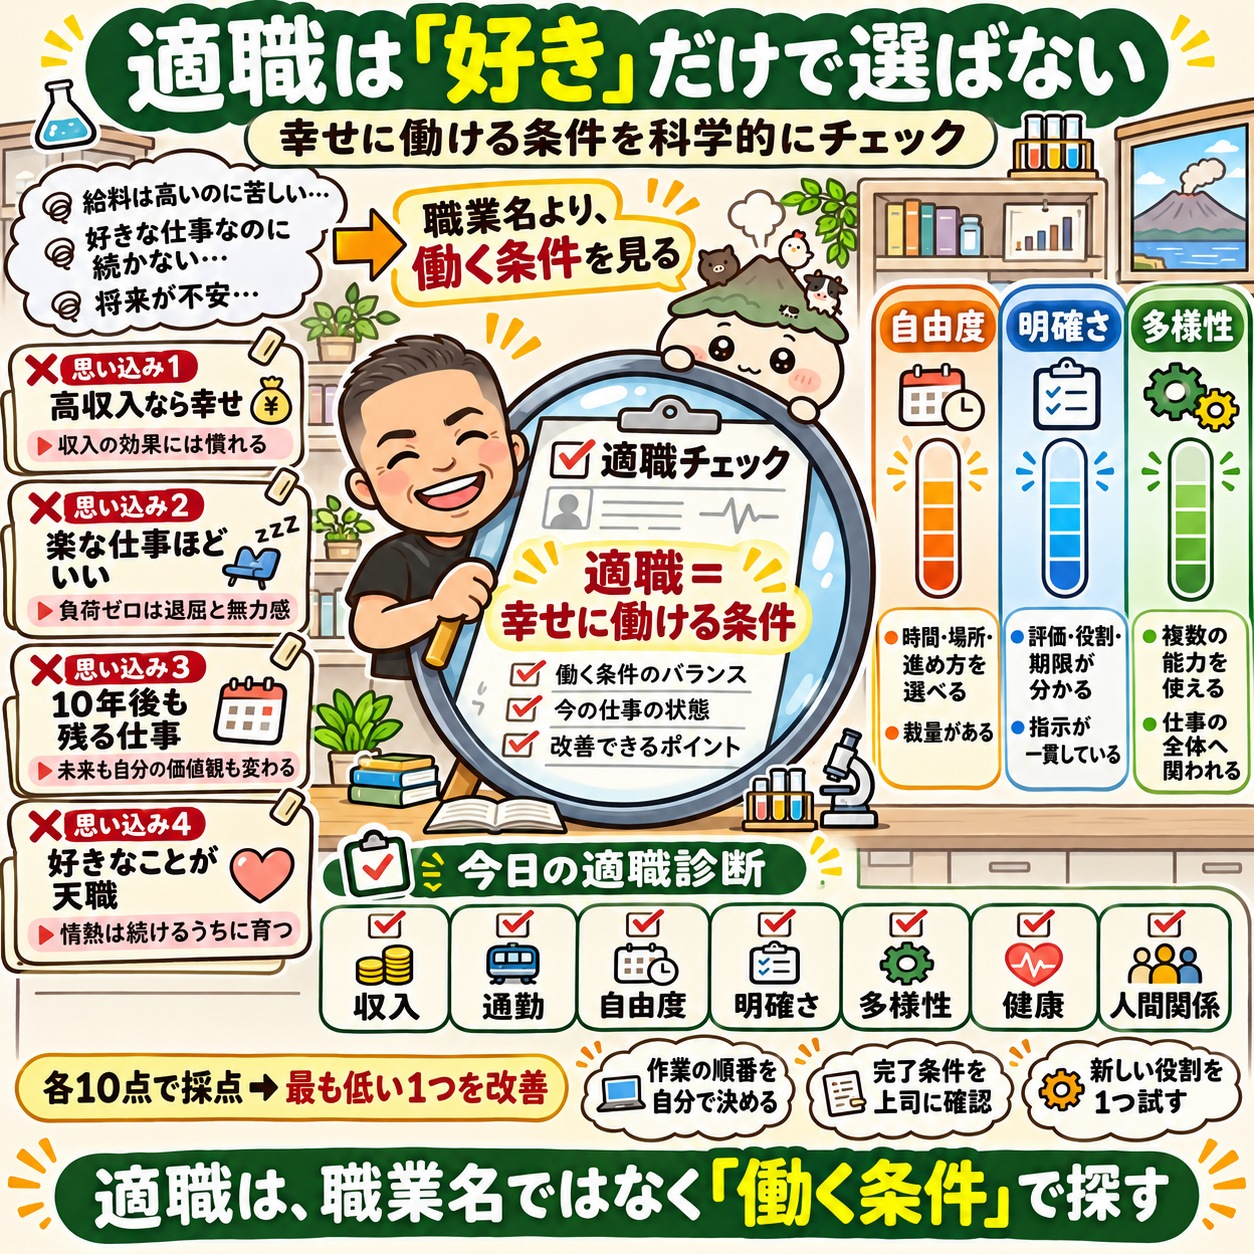 適職は「好き」だけで選ばない
幸せに働ける条件を科学的にチェック
給料は高いのに苦しい…
好きな仕事なのに
続かない…
将来が不安…
職業名より、
働く条件を見る
思い込み1
高収入なら幸せ
¥
収入の効果には慣れる
思い込み2
楽な仕事ほど
いい
zzz
負荷ゼロは退屈と無力感
思い込み3
10年後も
残る仕事
未来も自分の価値観も変わる
思い込み4
好きなことが
天職
情熱は続けるうちに育つ
適職チェック
適職＝
幸せに働ける条件
働く条件のバランス
今の仕事の状態
改善できるポイント
自由度
時間・場所・
進め方を
選べる
裁量がある
明確さ
評価・役割・
期限が
分かる
指示が
一貫している
多様性
複数の
能力を
使える
仕事の
全体へ
関われる
今日の適職診断
収入
通勤
自由度
明確さ
多様性
健康
人間関係
各10点で採点➡最も低い1つを改善
作業の順番を
自分で決める
完了条件を
上司に確認
新しい役割を
1つ試す
適職は、職業名ではなく「働く条件」で探す